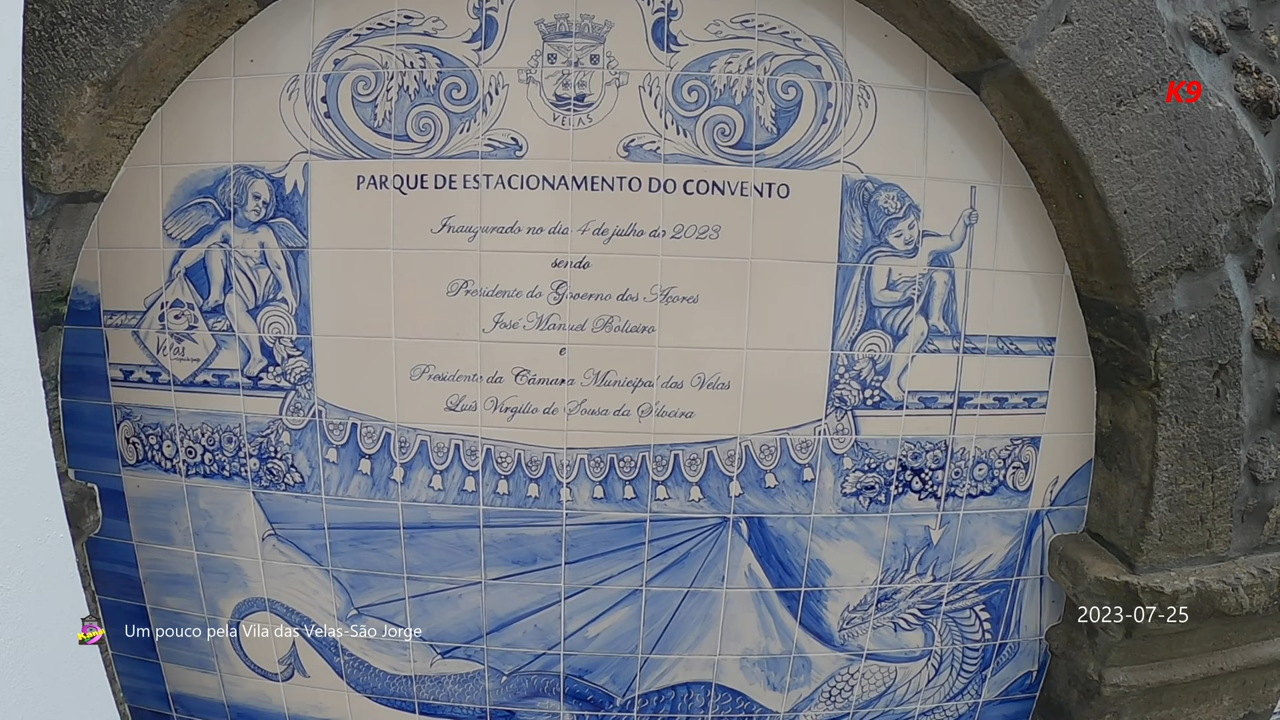 K9
VELAS
PARQUE DE ESTACIONAMENTO DO CONVENTO
Inaugurado no dia 4 de julho de 2023
sendo
Presidente do Governo dos Açores
José Manuel Bolieiro
e
Presidente da Câmara Municipal das Velas
Luís Virgílio de Sousa da Silveira
Velas
2023-07-25
Um pouco pela Vila das Velas-São Jorge